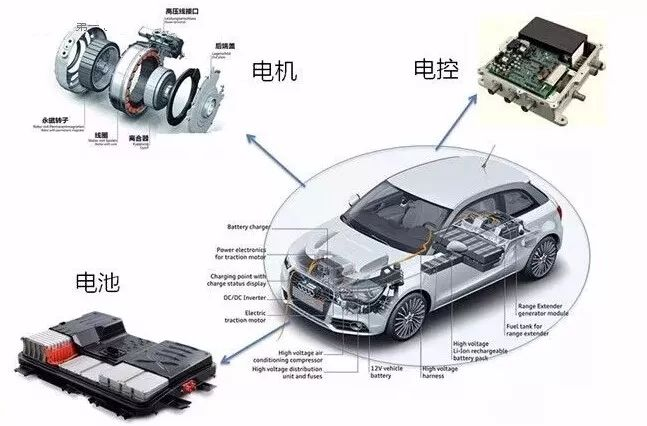 高压线接口
后端盖
永磁转子
线圈
离合器
电机
电控
电池
Battery charge
Power electronics
for traction motor
Charging point with
charge status display
DC/DC Inverter
Electric
traction motor
High voltage air
conditioning compressor
High voltage distribution
unit and fuses
12V vehicle
battery
High voltage
harness
High voltage
Li-Ion rechargeable
battery pack
Fuel tank for
range extender
Range Extender
generator module